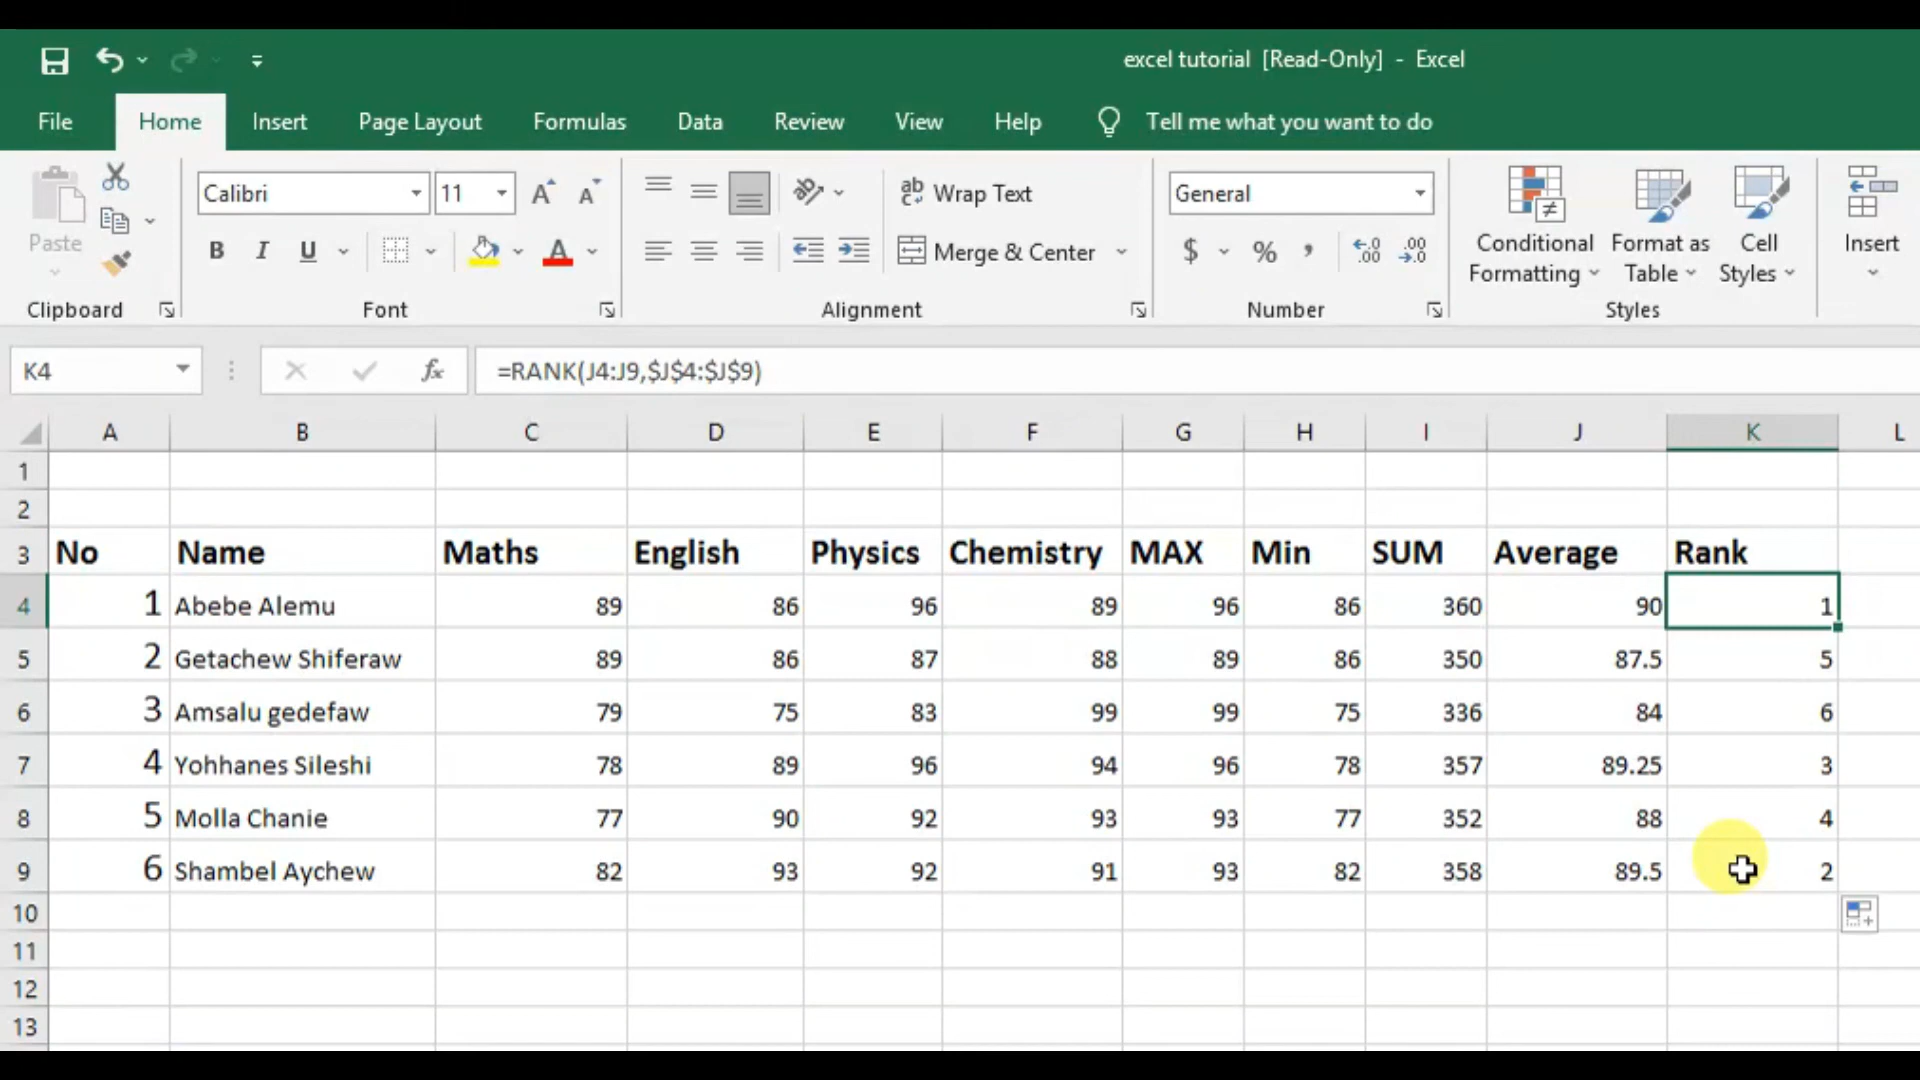 excel tutorial [Read-Only] - Excel
File Home Insert Page Layout Formulas Data Review View Help Tell me what you want to do
Calibri 11 Wrap Text General
Paste B I U Merge & Center $ % , Conditional Formatting Format as Table Cell Styles Insert
Clipboard Font Alignment Number Styles
K4 fx =RANK(J4:J9,$J$4:$J$9)
A B C D E F G H I J K L
1
2
3 No Name Maths English Physics Chemistry MAX Min SUM Average Rank
4 1 Abebe Alemu 89 86 96 89 96 86 360 90 1
5 2 Getachew Shiferaw 89 86 87 88 89 86 350 87.5 5
6 3 Amsalu gedefaw 79 75 83 99 99 75 336 84 6
7 4 Yohhanes Sileshi 78 89 96 94 96 78 357 89.25 3
8 5 Molla Chanie 77 90 92 93 93 77 352 88 4
9 6 Shambel Aychew 82 93 92 91 93 82 358 89.5 2
10
11
12
13